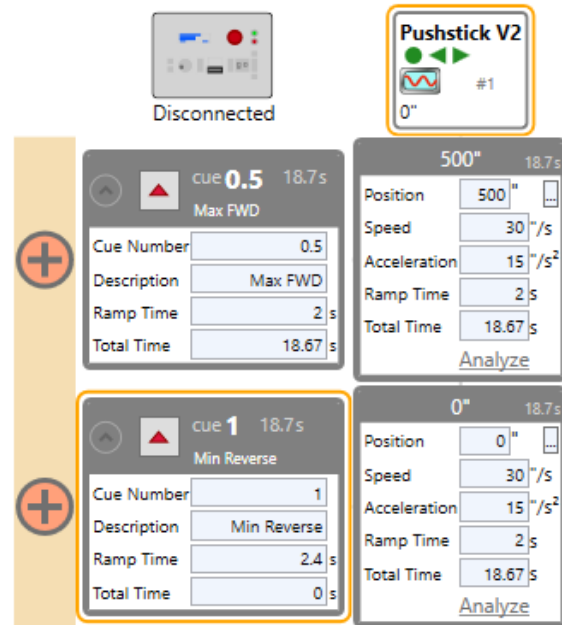 Disconnected
Pushstick V2
#1
0"
cue 0.5 18.7s
Max FWD
Cue Number 0.5
Description Max FWD
Ramp Time 2 s
Total Time 18.67 s
500" 18.7s
Position 500 " ...
Speed 30 "/s
Acceleration 15 "/s²
Ramp Time 2 s
Total Time 18.67 s
Analyze
cue 1 18.7s
Min Reverse
Cue Number 1
Description Min Reverse
Ramp Time 2.4 s
Total Time 0 s
0" 18.7s
Position 0 " ...
Speed 30 "/s
Acceleration 15 "/s²
Ramp Time 2 s
Total Time 18.67 s
Analyze